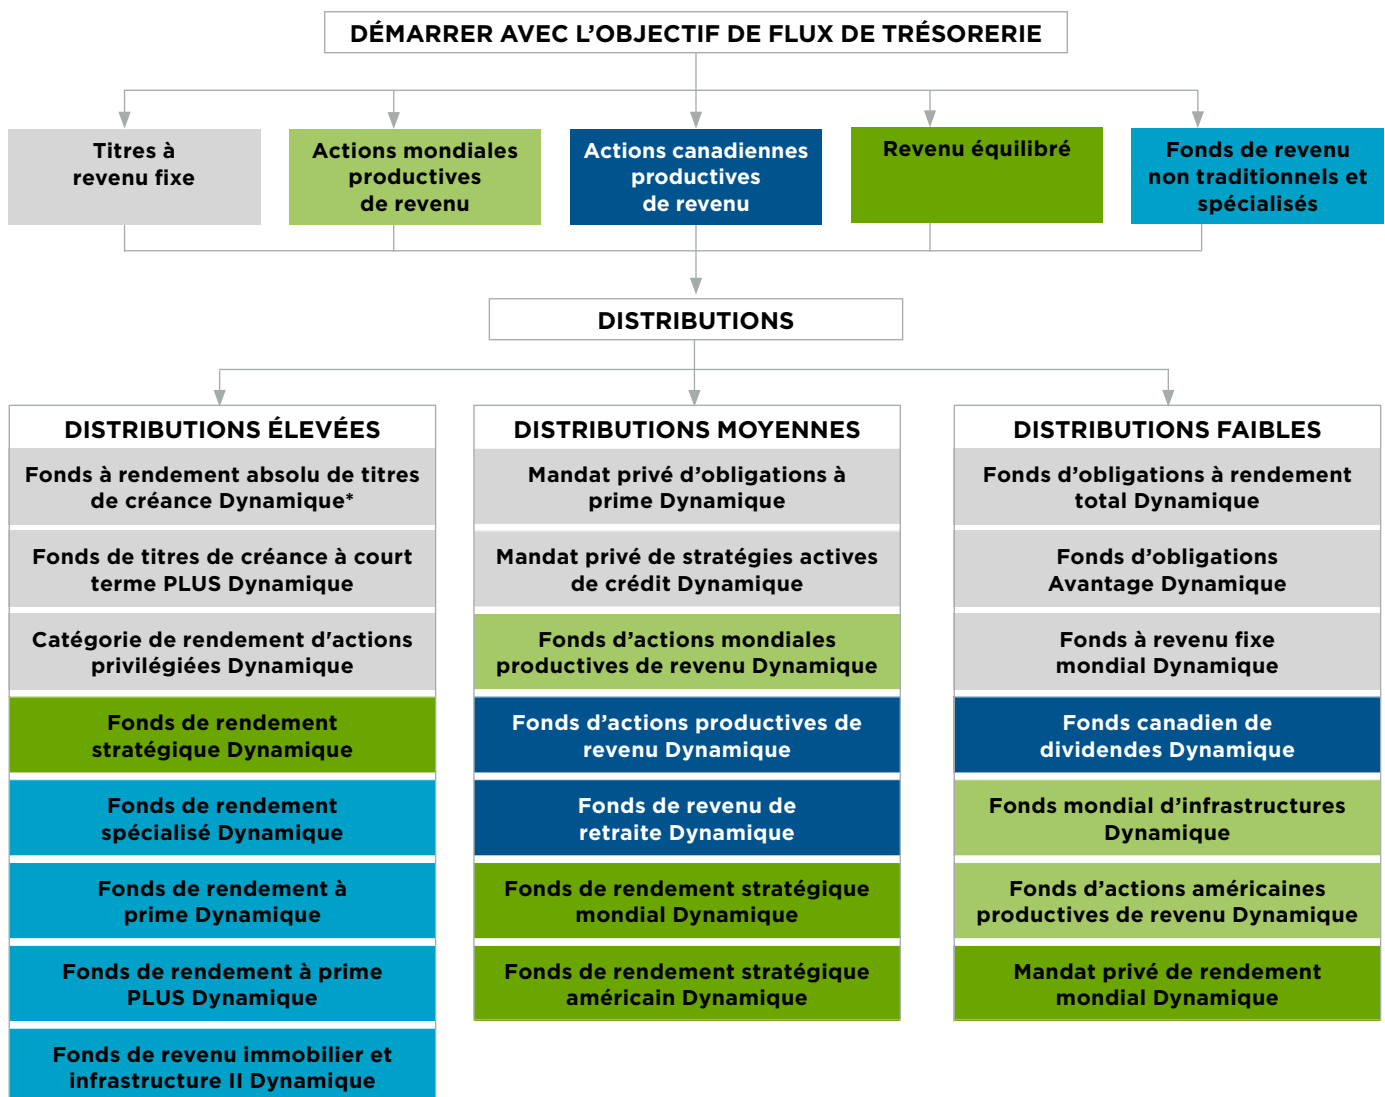 DÉMARRER AVEC L’OBJECTIF DE FLUX DE TRÉSORERIE
Titres à
revenu fixe
Actions mondiales
productives
de revenu
Actions canadiennes
productives
de revenu
Revenu équilibré
Fonds de revenu
non traditionnels et
spécialisés
DISTRIBUTIONS
DISTRIBUTIONS ÉLEVÉES
Fonds à rendement absolu de titres
de créance Dynamique*
Fonds de titres de créance à court
terme PLUS Dynamique
Catégorie de rendement d'actions
privilégiées Dynamique
Fonds de rendement
stratégique Dynamique
Fonds de rendement
spécialisé Dynamique
Fonds de rendement à
prime Dynamique
Fonds de rendement à prime
PLUS Dynamique
Fonds de revenu immobilier et
infrastructure II Dynamique
DISTRIBUTIONS MOYENNES
Mandat privé d’obligations à
prime Dynamique
Mandat privé de stratégies actives
de crédit Dynamique
Fonds d’actions mondiales
productives de revenu Dynamique
Fonds d’actions productives de
revenu Dynamique
Fonds de revenu de
retraite Dynamique
Fonds de rendement stratégique
mondial Dynamique
Fonds de rendement stratégique
américain Dynamique
DISTRIBUTIONS FAIBLES
Fonds d’obligations à rendement
total Dynamique
Fonds d’obligations
Avantage Dynamique
Fonds à revenu fixe
mondial Dynamique
Fonds canadien de
dividendes Dynamique
Fonds mondial d’infrastructures
Dynamique
Fonds d’actions américaines
productives de revenu Dynamique
Mandat privé de rendement
mondial Dynamique